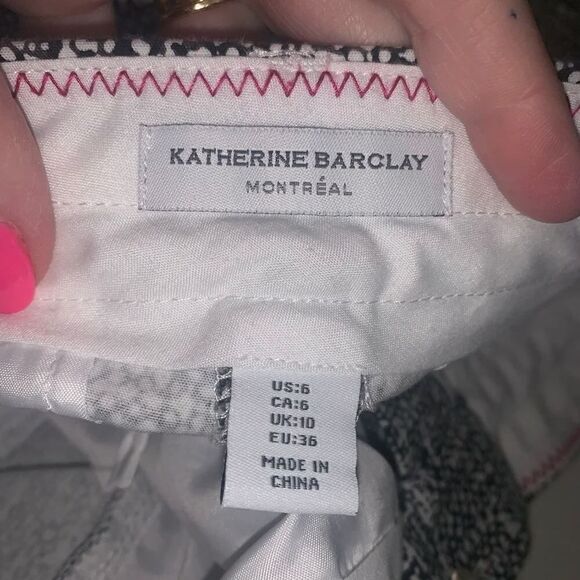 KATHERINE BARCLAY
MONTRÉAL
US:6
CA:6
UK:10
EU:36
MADE IN
CHINA